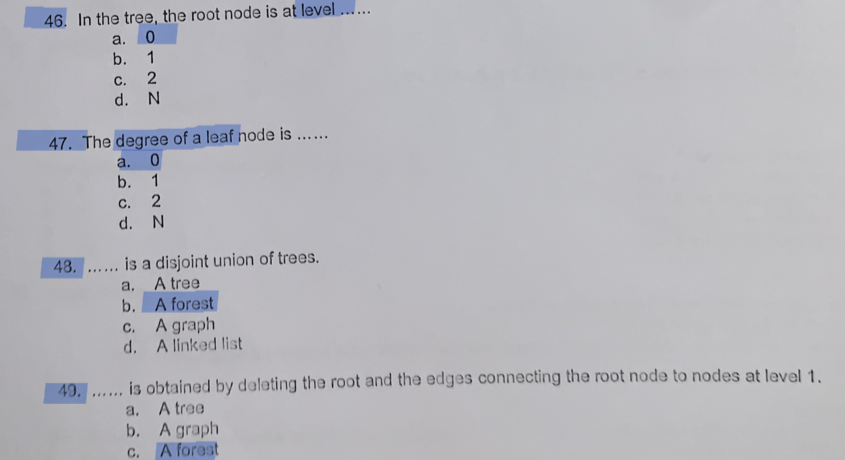 46. In the tree, the root node is at level ......
a. 0
b. 1
c. 2
d. N
47. The degree of a leaf node is ......
a. 0
b. 1
c. 2
d. N
48. ...... is a disjoint union of trees.
a. A tree
b. A forest
c. A graph
d. A linked list
49. ...... is obtained by deleting the root and the edges connecting the root node to nodes at level 1.
a. A tree
b. A graph
c. A forest